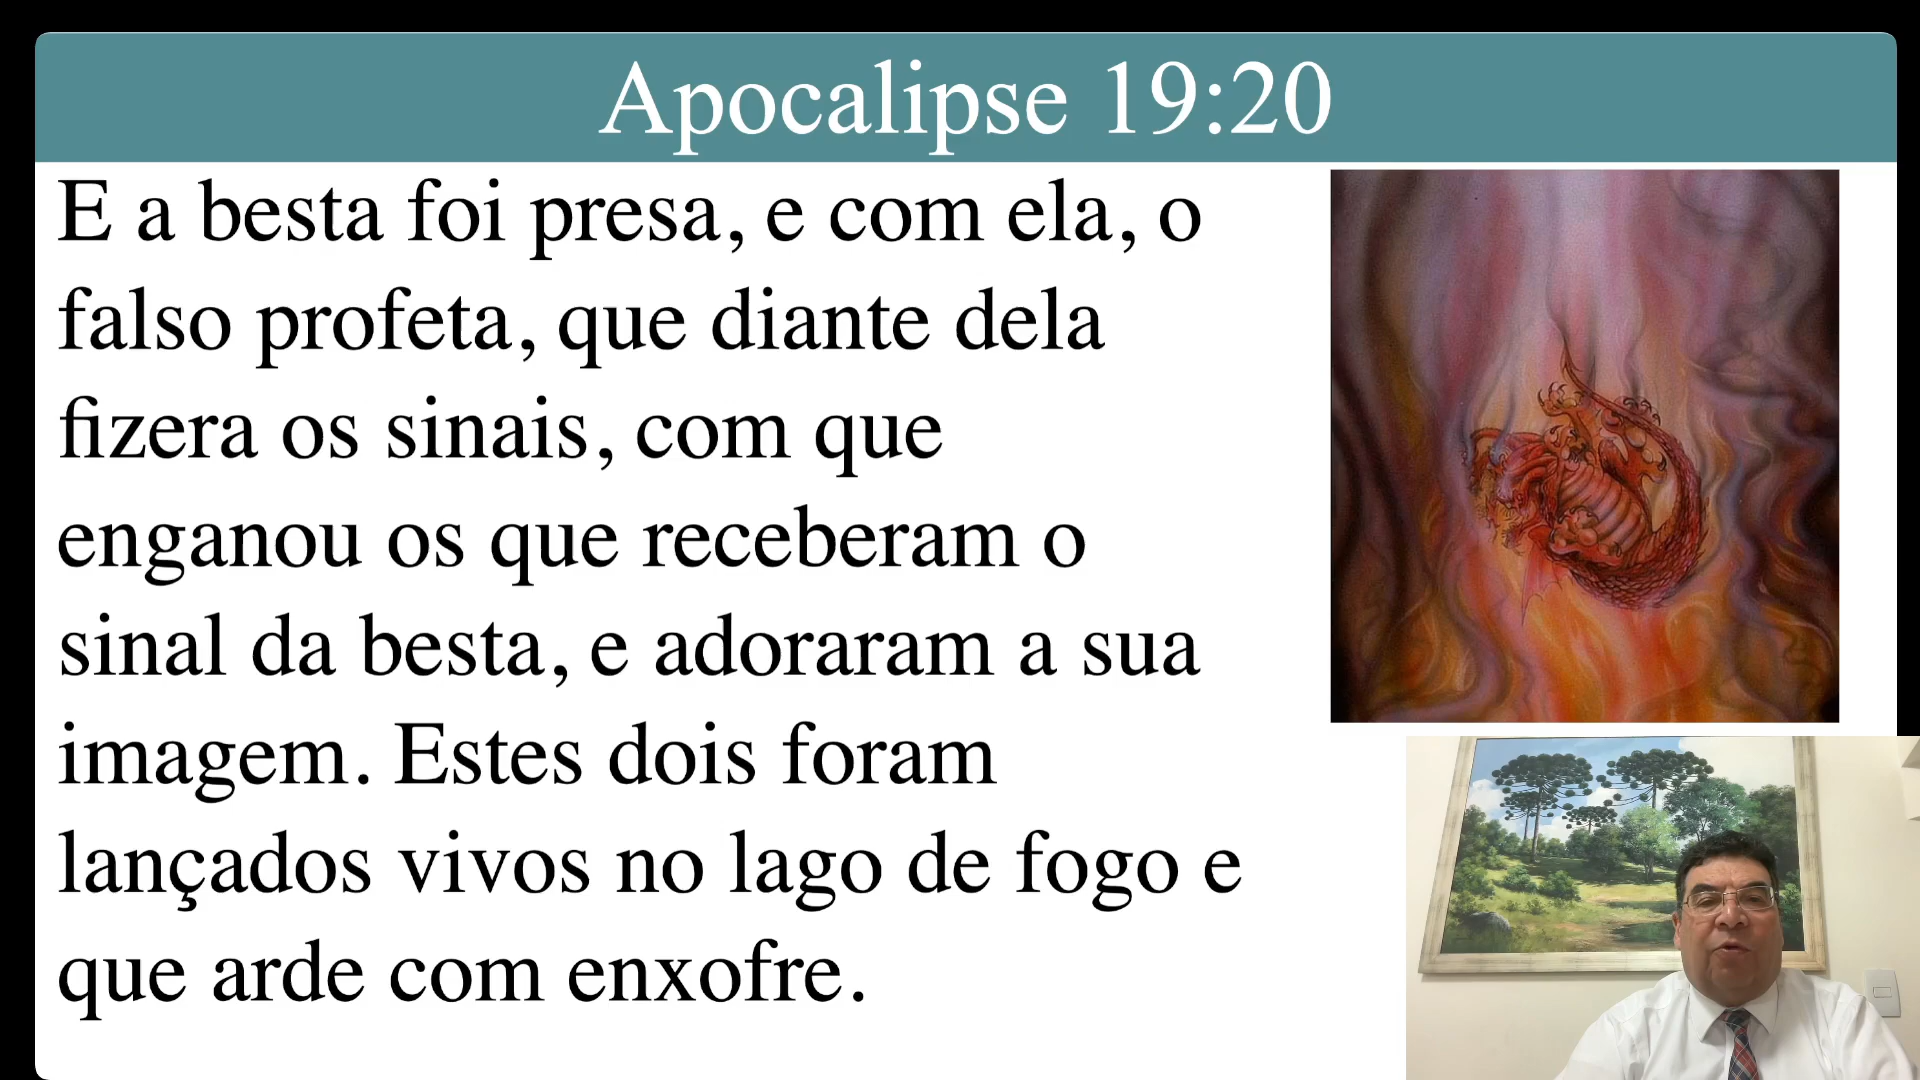 Apocalipse 19:20
E a besta foi presa, e com ela, o
falso profeta, que diante dela
fizera os sinais, com que
enganou os que receberam o
sinal da besta, e adoraram a sua
imagem. Estes dois foram
lançados vivos no lago de fogo e
que arde com enxofre.